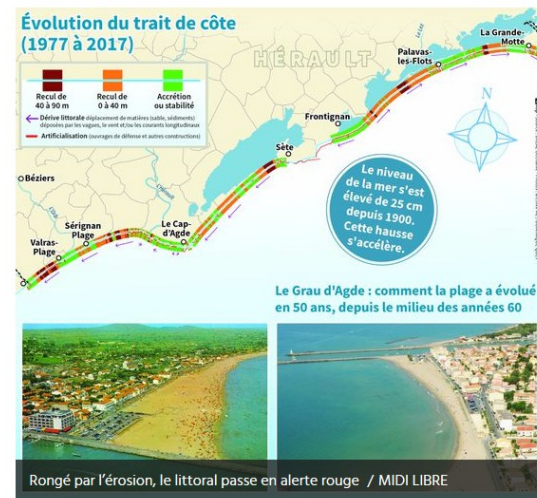 Évolution du trait de côte
(1977 à 2017)
Recul de
40 à 90 m
Recul de
0 à 40 m
Accrétion
ou stabilité
Dérive littorale déplacement de matières (sable, sédiments)
déposées par les vagues, le vent et/ou les courants longitudinaux
Artificialisation (ouvrages de défense et autres constructions)
HÉRAULT
La Grande-
Motte
Palavas-
les-Flots
Frontignan
Sète
N
Béziers
L'Hérault
Le Cap-
d'Agde
Sérignan
Plage
Valras-
Plage
Le niveau
de la mer s'est
élevé de 25 cm
depuis 1900.
Cette hausse
s'accélère.
Le Grau d'Agde : comment la plage a évolué
en 50 ans, depuis le milieu des années 60
Rongé par l'érosion, le littoral passe en alerte rouge / MIDI LIBRE